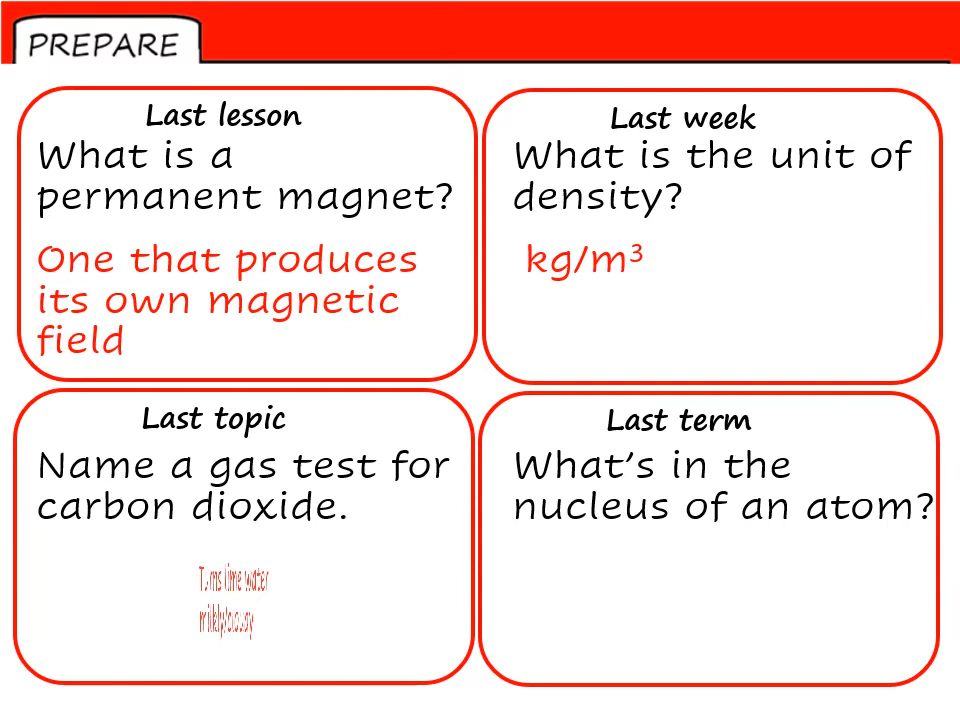 PREPARE
Last lesson
What is a
permanent magnet?
One that produces
its own magnetic
field
Last week
What is the unit of
density?
kg/m³
Last topic
Name a gas test for
carbon dioxide.
Turns lime water
Last term
What's in the
nucleus of an atom?